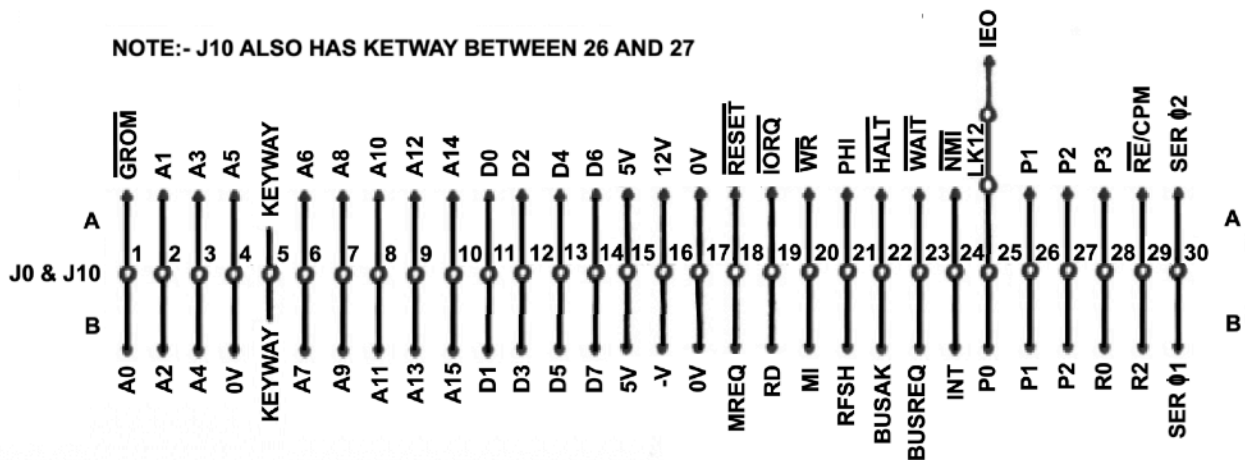 NOTE:- J10 ALSO HAS KETWAY BETWEEN 26 AND 27
IEO
GROM A1 A3 A5 KEYWAY A6 A8 A10 A12 A14 D0 D2 D4 D6 5V 12V 0V RESET IORQ WR PHI HALT WAIT NMI LK12 P1 P2 P3 RE/CPM SER ϕ2
A A
J0 & J10 1 2 3 4 5 6 7 8 9 10 11 12 13 14 15 16 17 18 19 20 21 22 23 24 25 26 27 28 29 30
B B
A0 A2 A4 0V KEYWAY A7 A9 A11 A13 A15 D1 D3 D5 D7 5V -V 0V MREQ RD MI RFSH BUSAK BUSREQ INT P0 P1 P2 R0 R2 SER ϕ1